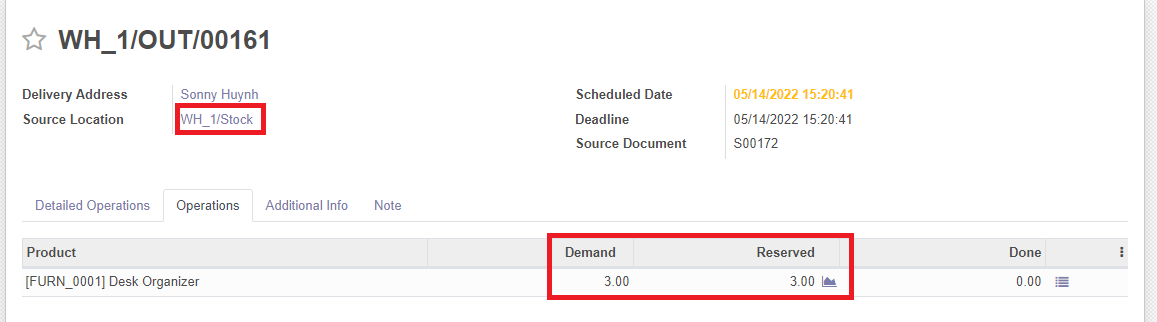 WH_1/OUT/00161
Delivery Address Sonny Huynh Scheduled Date 05/14/2022 15:20:41
Source Location WH_1/Stock Deadline 05/14/2022 15:20:41
Source Document S00172
Detailed Operations Operations Additional Info Note
Product Demand Reserved Done
[FURN_0001] Desk Organizer 3.00 3.00 0.00